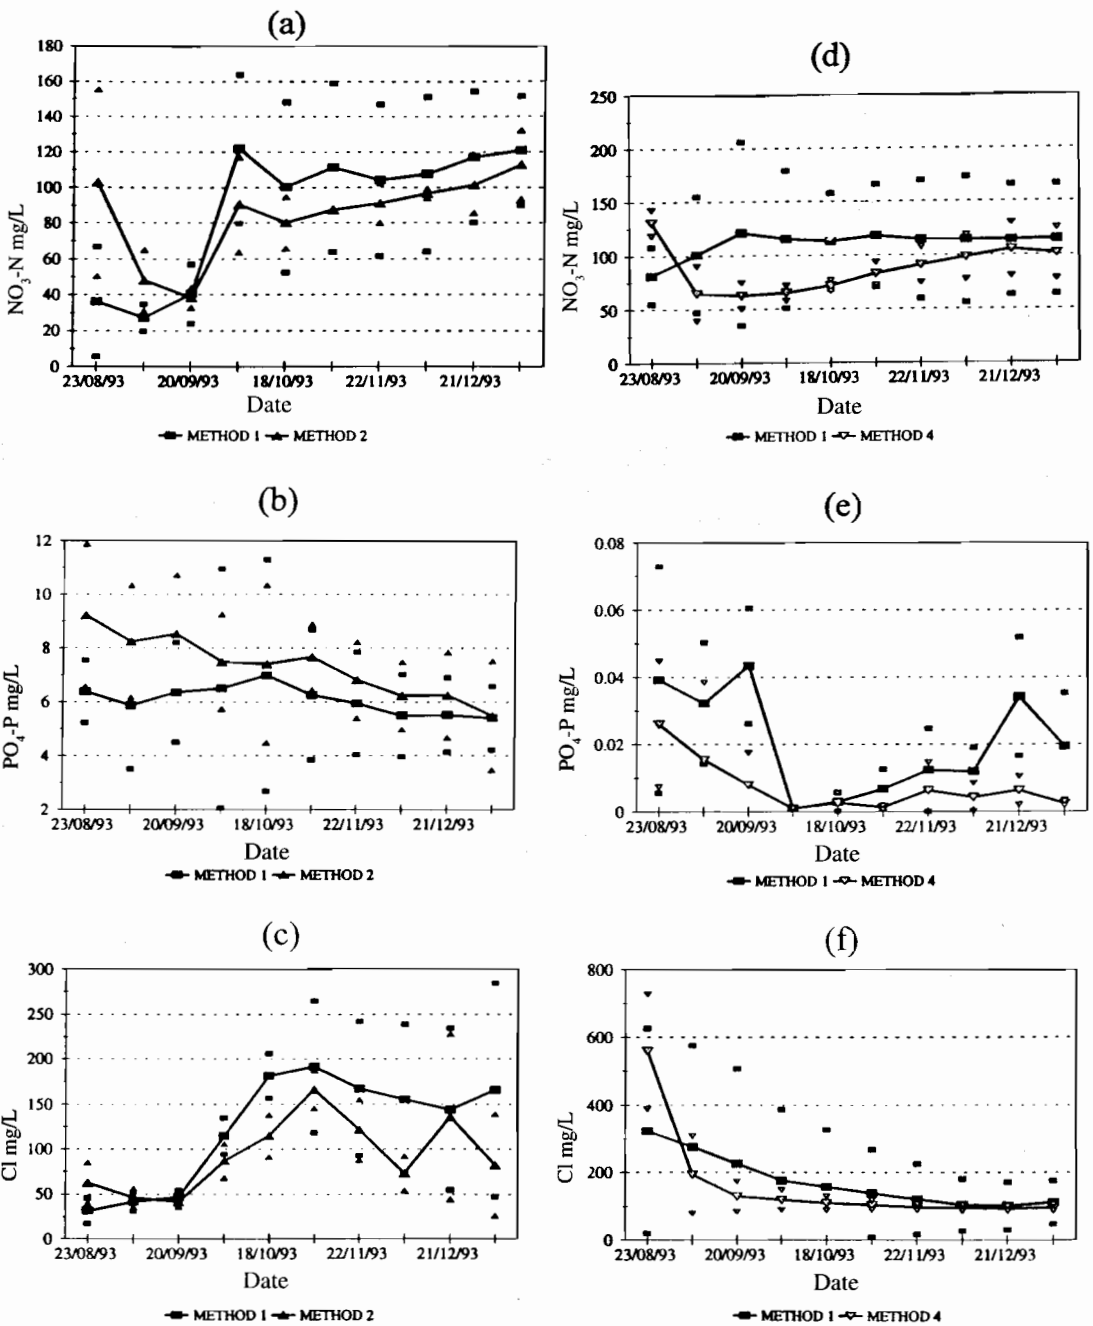 (a)
180
160
140
120
100
80
60
40
20
0
NO3-N mg/L
23/08/93 20/09/93 18/10/93 22/11/93 21/12/93
Date
METHOD 1 METHOD 2
(b)
12
10
8
6
4
2
PO4-P mg/L
23/08/93 20/09/93 18/10/93 22/11/93 21/12/93
Date
METHOD 1 METHOD 2
(c)
300
250
200
150
100
50
0
Cl mg/L
23/08/93 20/09/93 18/10/93 22/11/93 21/12/93
Date
METHOD 1 METHOD 2
(d)
250
200
150
100
50
0
NO3-N mg/L
23/08/93 20/09/93 18/10/93 22/11/93 21/12/93
Date
METHOD 1 METHOD 4
(e)
0.08
0.06
0.04
0.02
0
PO4-P mg/L
23/08/93 20/09/93 18/10/93 22/11/93 21/12/93
Date
METHOD 1 METHOD 4
(f)
800
600
400
200
0
Cl mg/L
23/08/93 20/09/93 18/10/93 22/11/93 21/12/93
Date
METHOD 1 METHOD 4